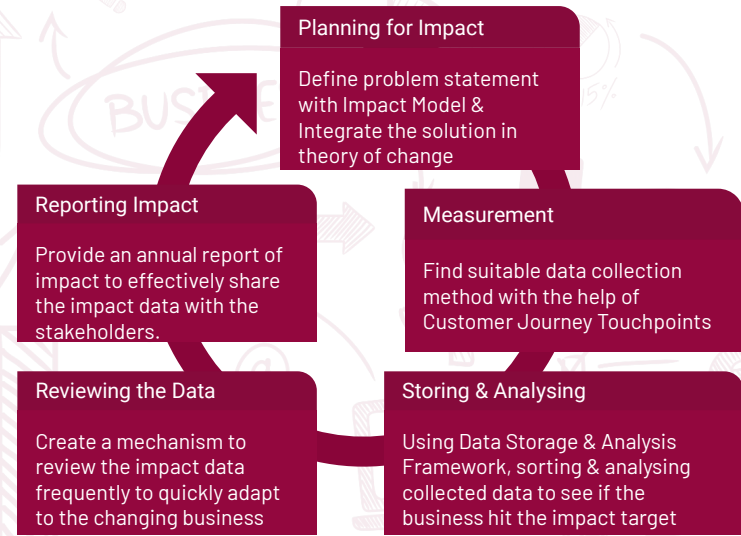 Planning for Impact
Define problem statement
with Impact Model &
Integrate the solution in
theory of change
Measurement
Find suitable data collection
method with the help of
Customer Journey Touchpoints
Storing & Analysing
Using Data Storage & Analysis
Framework, sorting & analysing
collected data to see if the
business hit the impact target
Reviewing the Data
Create a mechanism to
review the impact data
frequently to quickly adapt
to the changing business
Reporting Impact
Provide an annual report of
impact to effectively share
the impact data with the
stakeholders.